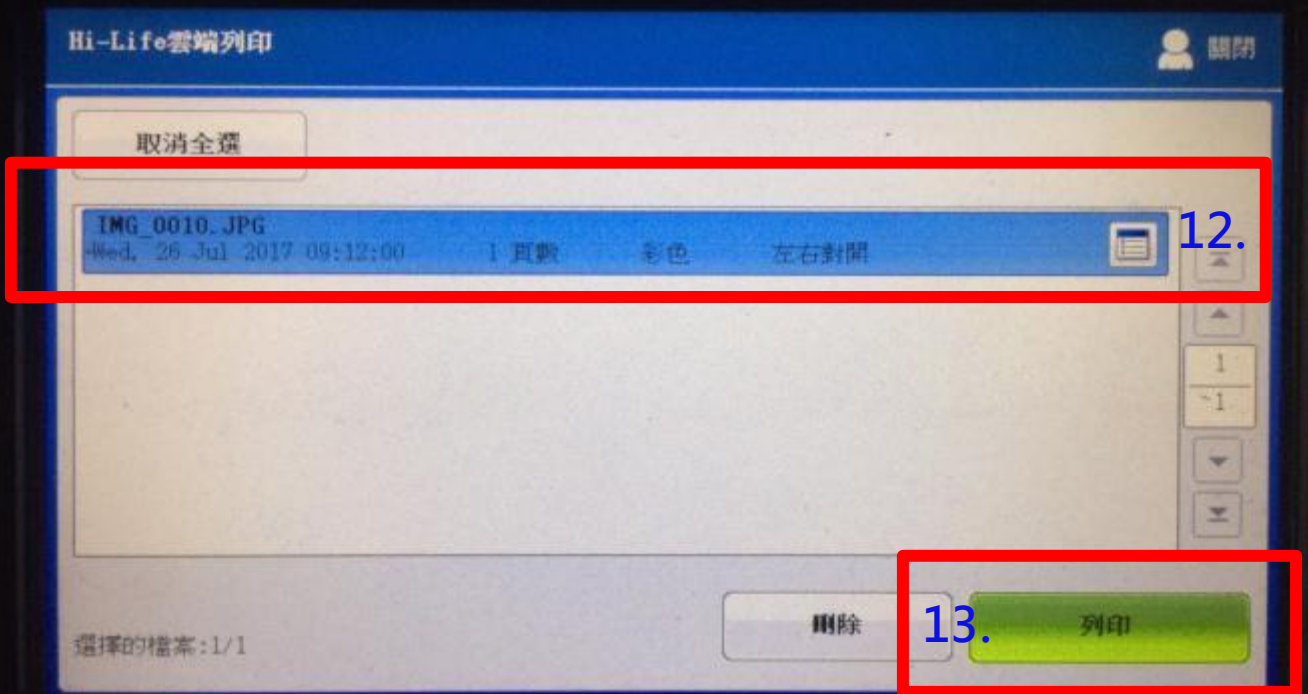 Hi-Life雲端列印
關閉
取消全選
IMG_0010.JPG
12.
Wed, 26 Jul 2017 09:12:00 1 頁數 彩色 左右對開
1
1
刪除
13.
列印
選擇的檔案:1/1